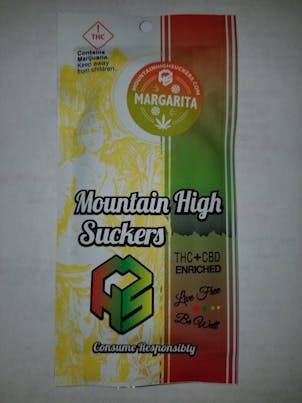 !
THC
Contains
Marijuana.
Keep away
from children.
MOUNTAINHIGHSUCKERS.COM
MARGARITA
Mountain High
Suckers
THC+CBD
ENRICHED
MHS
Live Free
Be Well
Consume Responsibly